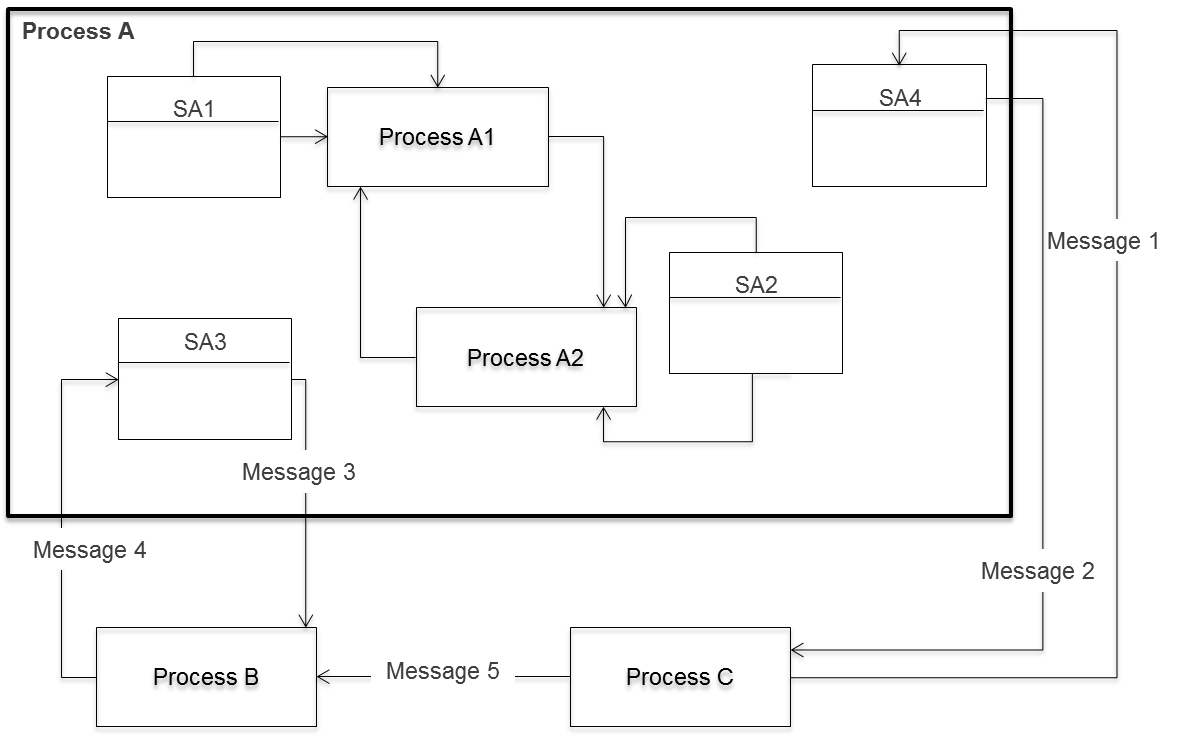 Process A
SA1
SA4
Process A1
Message 1
SA2
SA3
Process A2
Message 3
Message 4
Message 2
Process B
Message 5
Process C